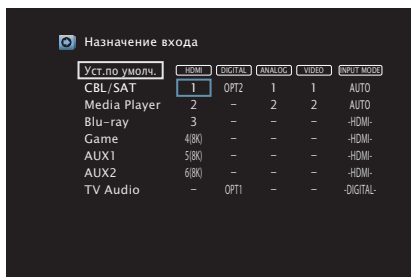 Назначение входа
Уст.по умолч. HDMI DIGITAL ANALOG VIDEO INPUT MODE
CBL/SAT 1 OPT2 1 1 AUTO
Media Player 2 – 2 2 AUTO
Blu-ray 3 – – – -HDMI-
Game 4(8K) – – – -HDMI-
AUX1 5(8K) – – – -HDMI-
AUX2 6(8K) – – – -HDMI-
TV Audio – OPT1 – – -DIGITAL-